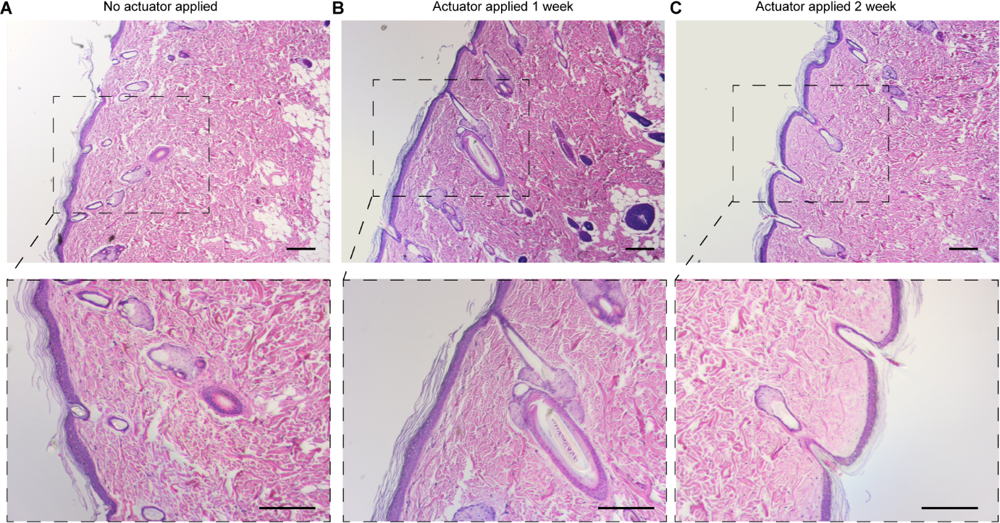 A No actuator applied
B Actuator applied 1 week
C Actuator applied 2 week